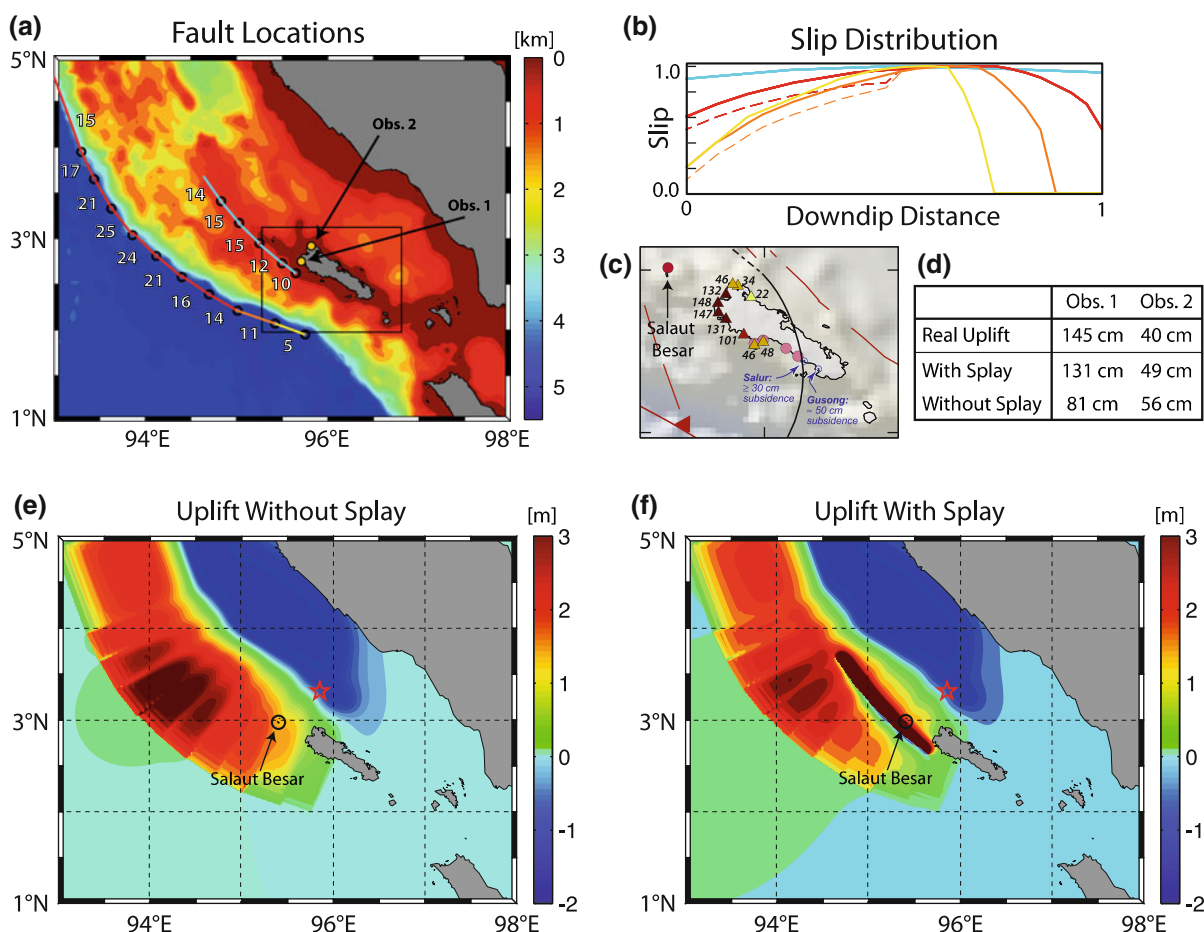 (a)
Fault Locations
[km]
5°N
3°N
1°N
94°E
96°E
98°E
0
1
2
3
4
5
15
17
21
25
24
21
16
14
11
5
14
15
15
12
10
Obs. 2
Obs. 1
(b)
Slip Distribution
Slip
1.0
0.0
0
Downdip Distance
1
(c)
46
34
132
22
148
147
131
101
46
48
Salaut
Besar
Salur:
≥ 30 cm
subsidence
Gusong:
≈ 50 cm
subsidence
(d)
Obs. 1 Obs. 2
Real Uplift 145 cm 40 cm
With Splay 131 cm 49 cm
Without Splay 81 cm 56 cm
(e)
Uplift Without Splay
[m]
5°N
3°N
1°N
94°E
96°E
98°E
3
2
1
0
-1
-2
Salaut Besar
(f)
Uplift With Splay
[m]
5°N
3°N
1°N
94°E
96°E
98°E
3
2
1
0
-1
-2
Salaut Besar